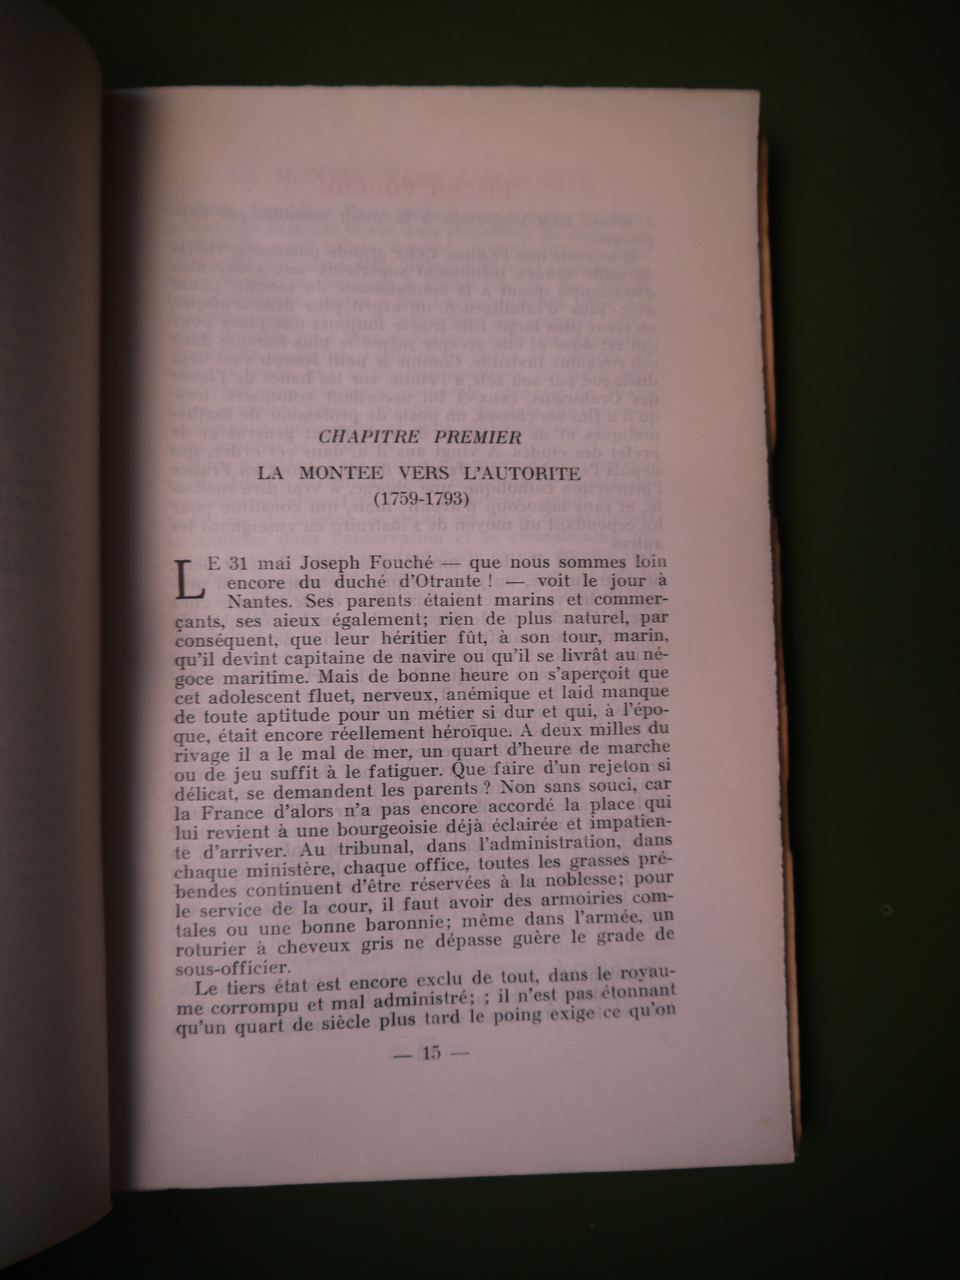 CHAPITRE PREMIER
LA MONTEE VERS L'AUTORITE
(1759-1793)
LE 31 mai Joseph Fouché — que nous sommes loin
encore du duché d'Otrante ! — voit le jour à
Nantes. Ses parents étaient marins et commer-
çants, ses aieux également; rien de plus naturel, par
conséquent, que leur héritier fût, à son tour, marin,
qu'il devînt capitaine de navire ou qu'il se livrât au né-
goce maritime. Mais de bonne heure on s'aperçoit que
cet adolescent fluet, nerveux, anémique et laid manque
de toute aptitude pour un métier si dur et qui, à l'épo-
que, était encore réellement héroïque. A deux milles du
rivage il a le mal de mer, un quart d'heure de marche
ou de jeu suffit à le fatiguer. Que faire d'un rejeton si
délicat, se demandent les parents ? Non sans souci, car
la France d'alors n'a pas encore accordé la place qui
lui revient à une bourgeoisie déjà éclairée et impatien-
te d'arriver. Au tribunal, dans l'administration, dans
chaque ministère, chaque office, toutes les grasses pré-
bendes continuent d'être réservées à la noblesse; pour
le service de la cour, il faut avoir des armoiries com-
tales ou une bonne baronnie; même dans l'armée, un
roturier à cheveux gris ne dépasse guère le grade de
sous-officier.
Le tiers état est encore exclu de tout, dans le royau-
me corrompu et mal administré; ; il n'est pas étonnant
qu'un quart de siècle plus tard le poing exige ce qu'on
— 15 —